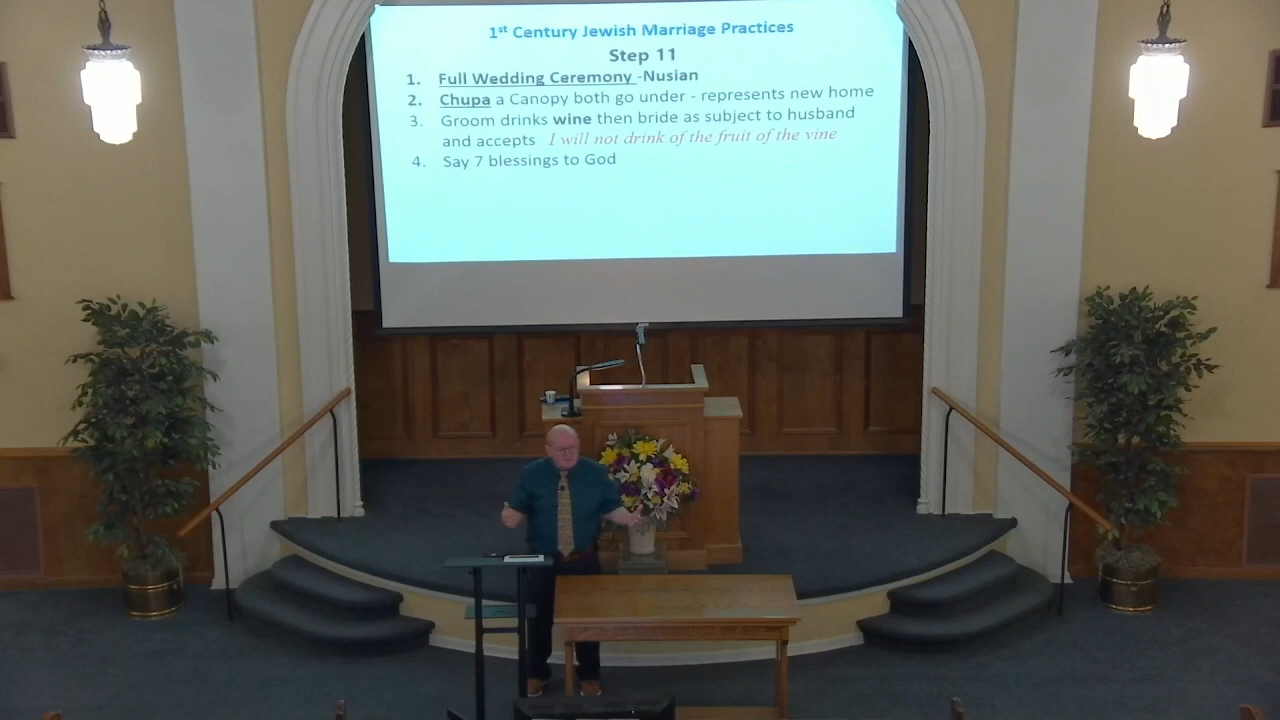 1st Century Jewish Marriage Practices
Step 11
1. Full Wedding Ceremony -Nusian
2. Chupa a Canopy both go under - represents new home
3. Groom drinks wine then bride as subject to husband
and accepts I will not drink of the fruit of the vine
4. Say 7 blessings to God